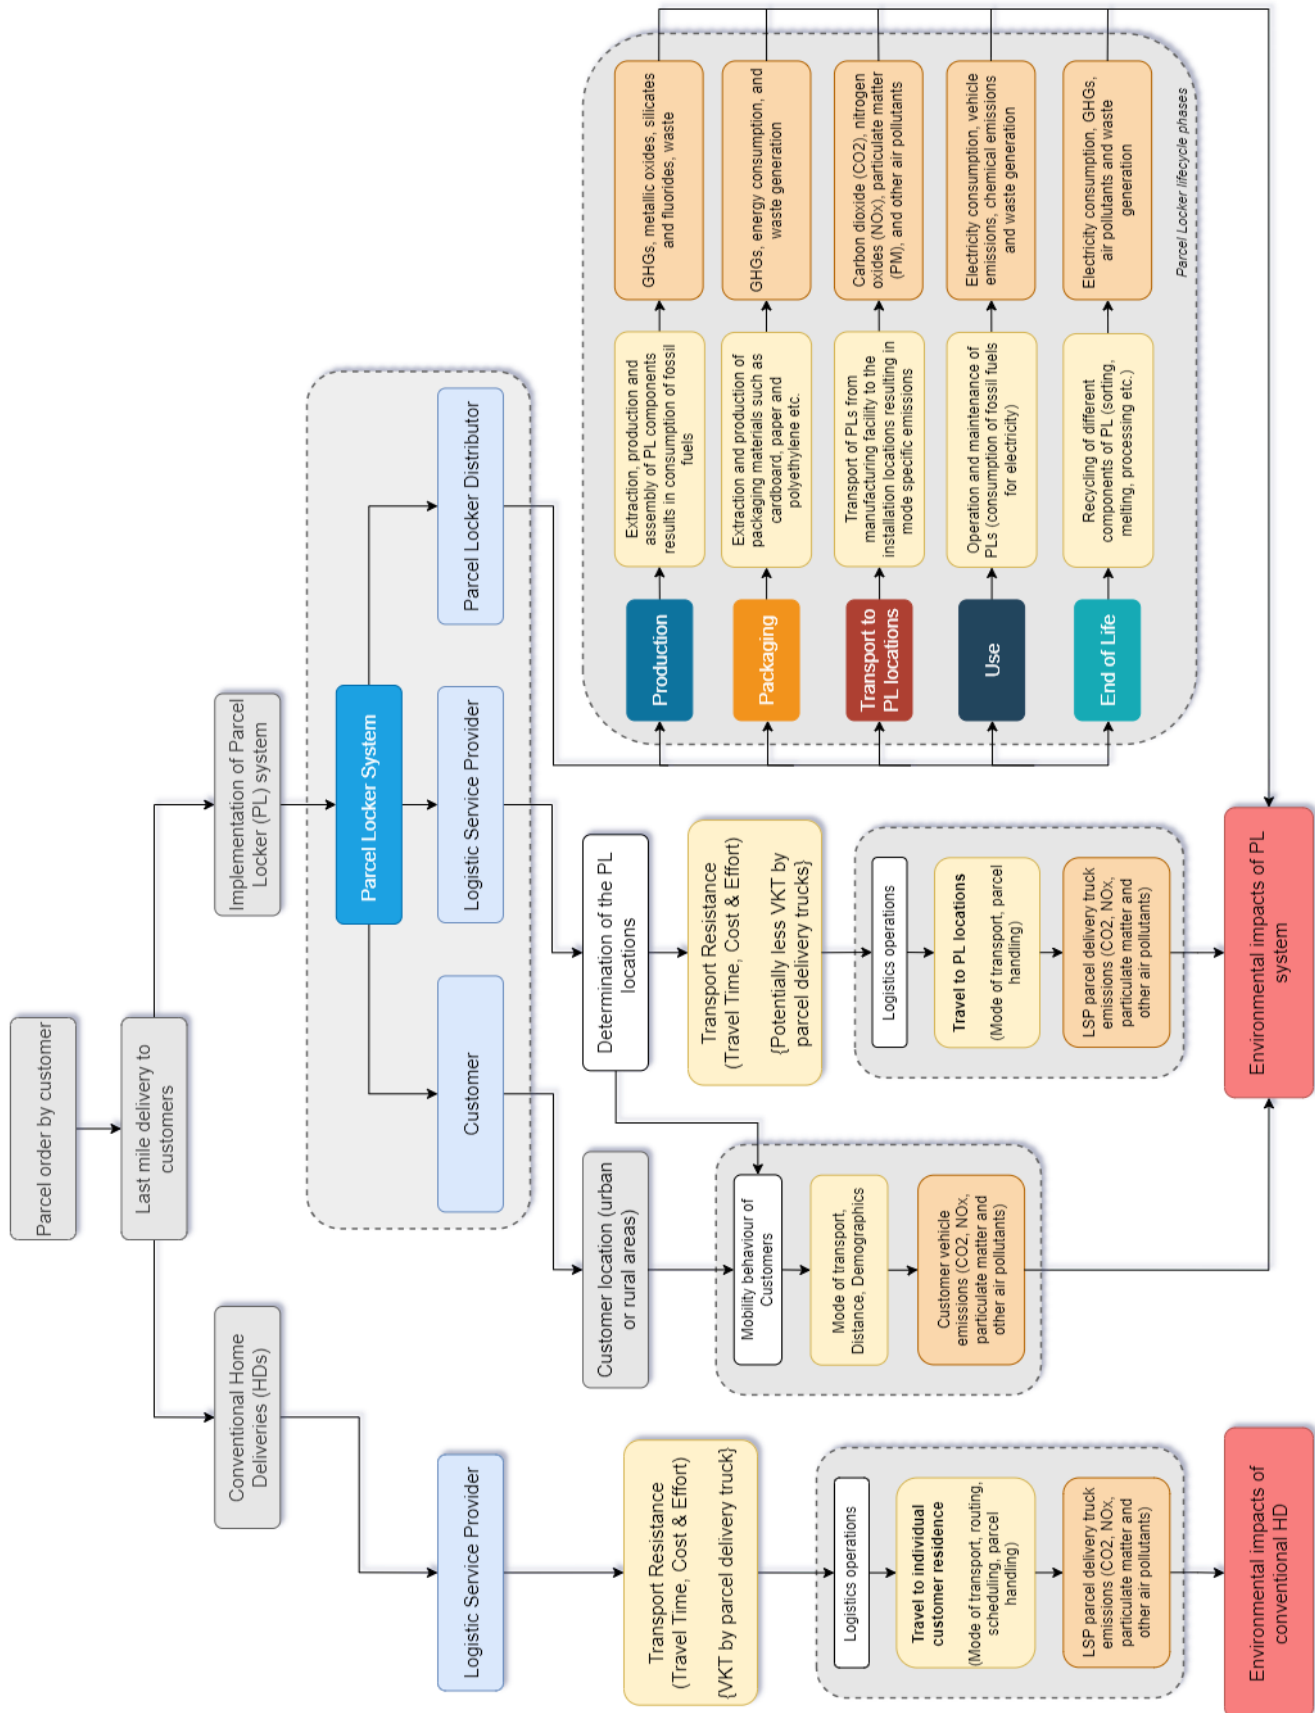 Parcel order by customer
Last mile delivery to
customers
Conventional Home
Deliveries (HDs)
Implementation of Parcel
Locker (PL) system
Parcel Locker System
Logistic Service Provider
Customer
Logistic Service Provider
Parcel Locker Distributor
Transport Resistance
(Travel Time, Cost & Effort)
{VKT by parcel delivery truck}
Logistics operations
Travel to individual
customer residence
(Mode of transport, routing,
scheduling, parcel
handling)
LSP parcel delivery truck
emissions (CO2, NOx,
particulate matter and
other air pollutants)
Environmental impacts of
conventional HD
Customer location (urban
or rural areas)
Mobility behaviour of
Customers
Mode of transport,
Distance, Demographics
Customer vehicle
emissions (CO2, NOx,
particulate matter and
other air pollutants)
Determination of the PL
locations
Transport Resistance
(Travel Time, Cost & Effort)
{Potentially less VKT by
parcel delivery trucks}
Logistics operations
Travel to PL locations
(Mode of transport, parcel
handling)
LSP parcel delivery truck
emissions (CO2, NOx,
particulate matter and
other air pollutants)
Environmental impacts of PL
system
Production
Extraction, production and
assembly of PL components
results in consumption of fossil
fuels
GHGs, metallic oxides, silicates
and fluorides, waste
Packaging
Extraction and production of
packaging materials such as
cardboard, paper and
polyethylene etc.
GHGs, energy consumption, and
waste generation
Transport to
PL locations
Transport of PLs from
manufacturing facility to the
installation locations resulting in
mode specific emissions
Carbon dioxide (CO2), nitrogen
oxides (NOx), particulate matter
(PM), and other air pollutants
Use
Operation and maintenance of
PLs (consumption of fossil fuels
for electricity)
Electricity consumption, vehicle
emissions, chemical emissions
and waste generation
End of Life
Recycling of different
components of PL (sorting,
melting, processing etc.)
Electricity consumption, GHGs,
air pollutants and waste
generation
Parcel Locker lifecycle phases